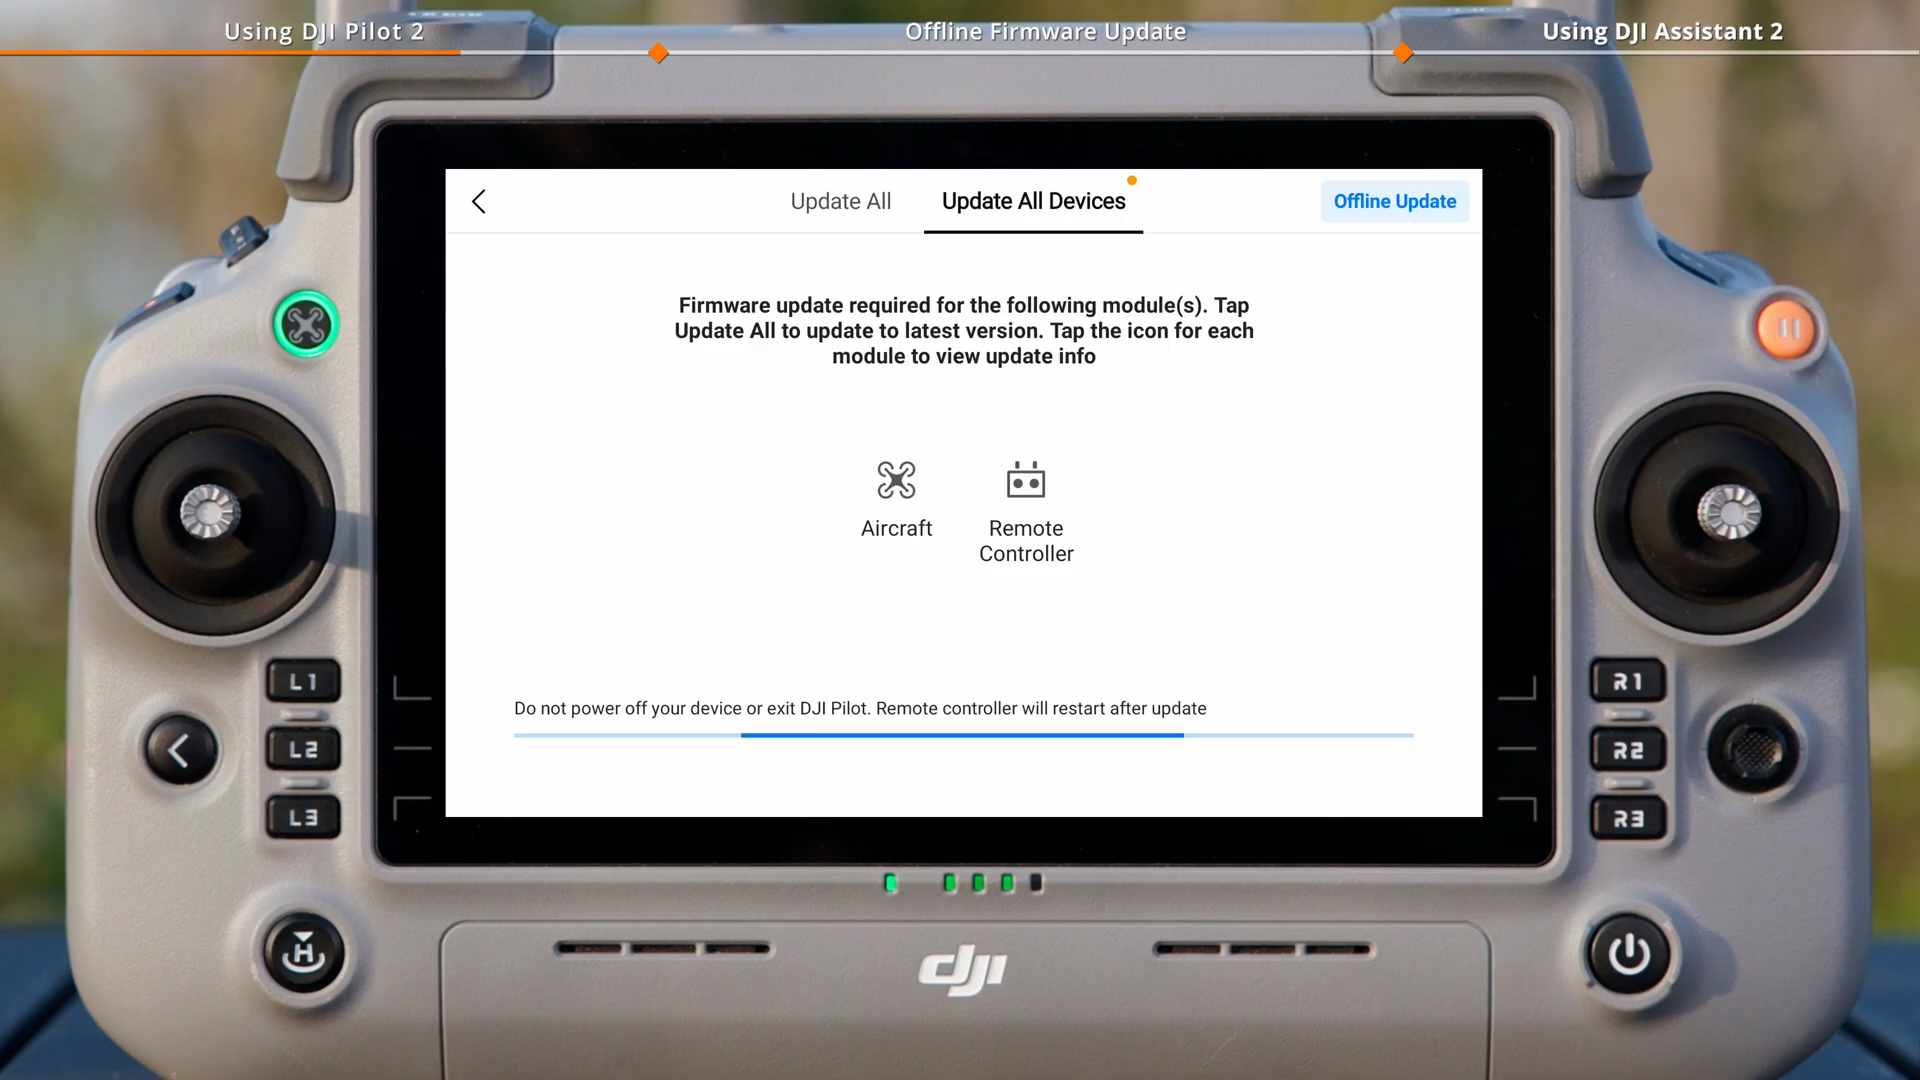 Using DJI Pilot 2
Offline Firmware Update
Using DJI Assistant 2
Update All
Update All Devices
Offline Update
Firmware update required for the following module(s). Tap
Update All to update to latest version. Tap the icon for each
module to view update info
Aircraft
Remote
Controller
Do not power off your device or exit DJI Pilot. Remote controller will restart after update
L1
L2
L3
R1
R2
R3
H
dji